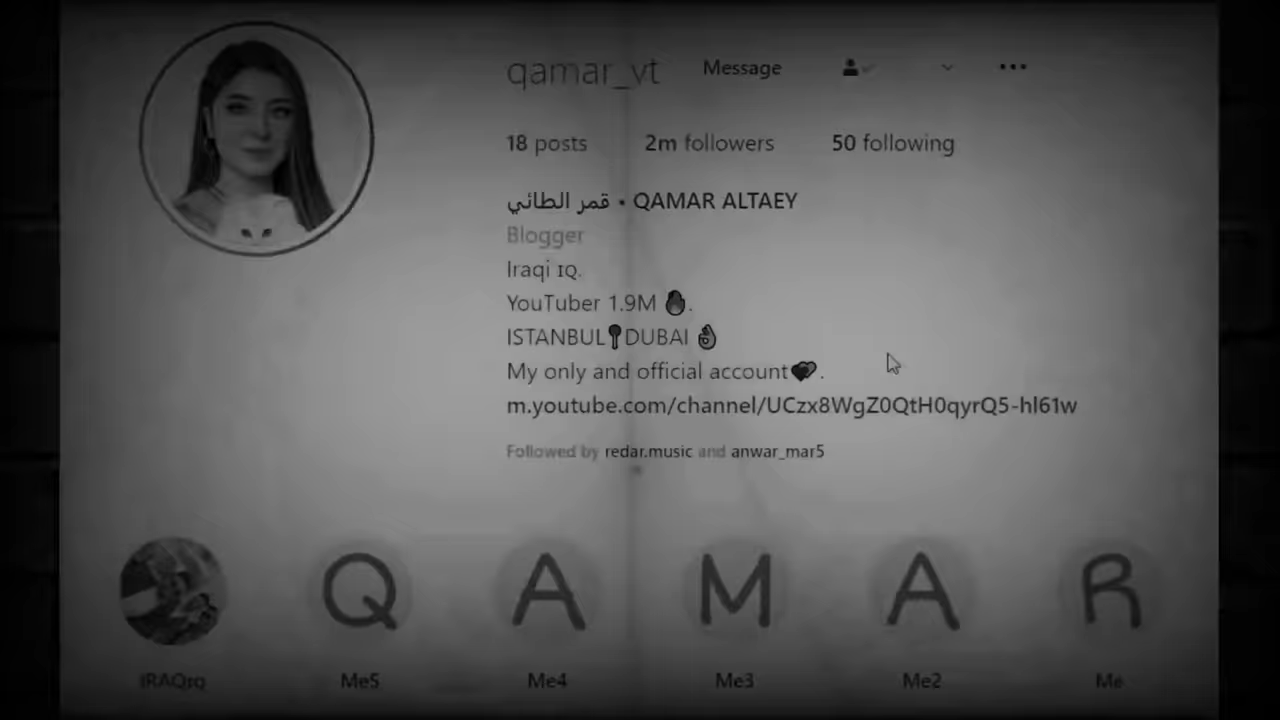 qamar_vt Message
18 posts 2m followers 50 following
قمر الطائي • QAMAR ALTAEY
Blogger
Iraqi IQ.
YouTuber 1.9M 🔥.
ISTANBUL📍DUBAI 👌
My only and official account💕.
m.youtube.com/channel/UCzx8WgZ0QtH0qyrQ5-hl61w
Followed by redar.music and anwar_mar5
Q A M A R
IRAQIQ Me5 Me4 Me3 Me2 Me